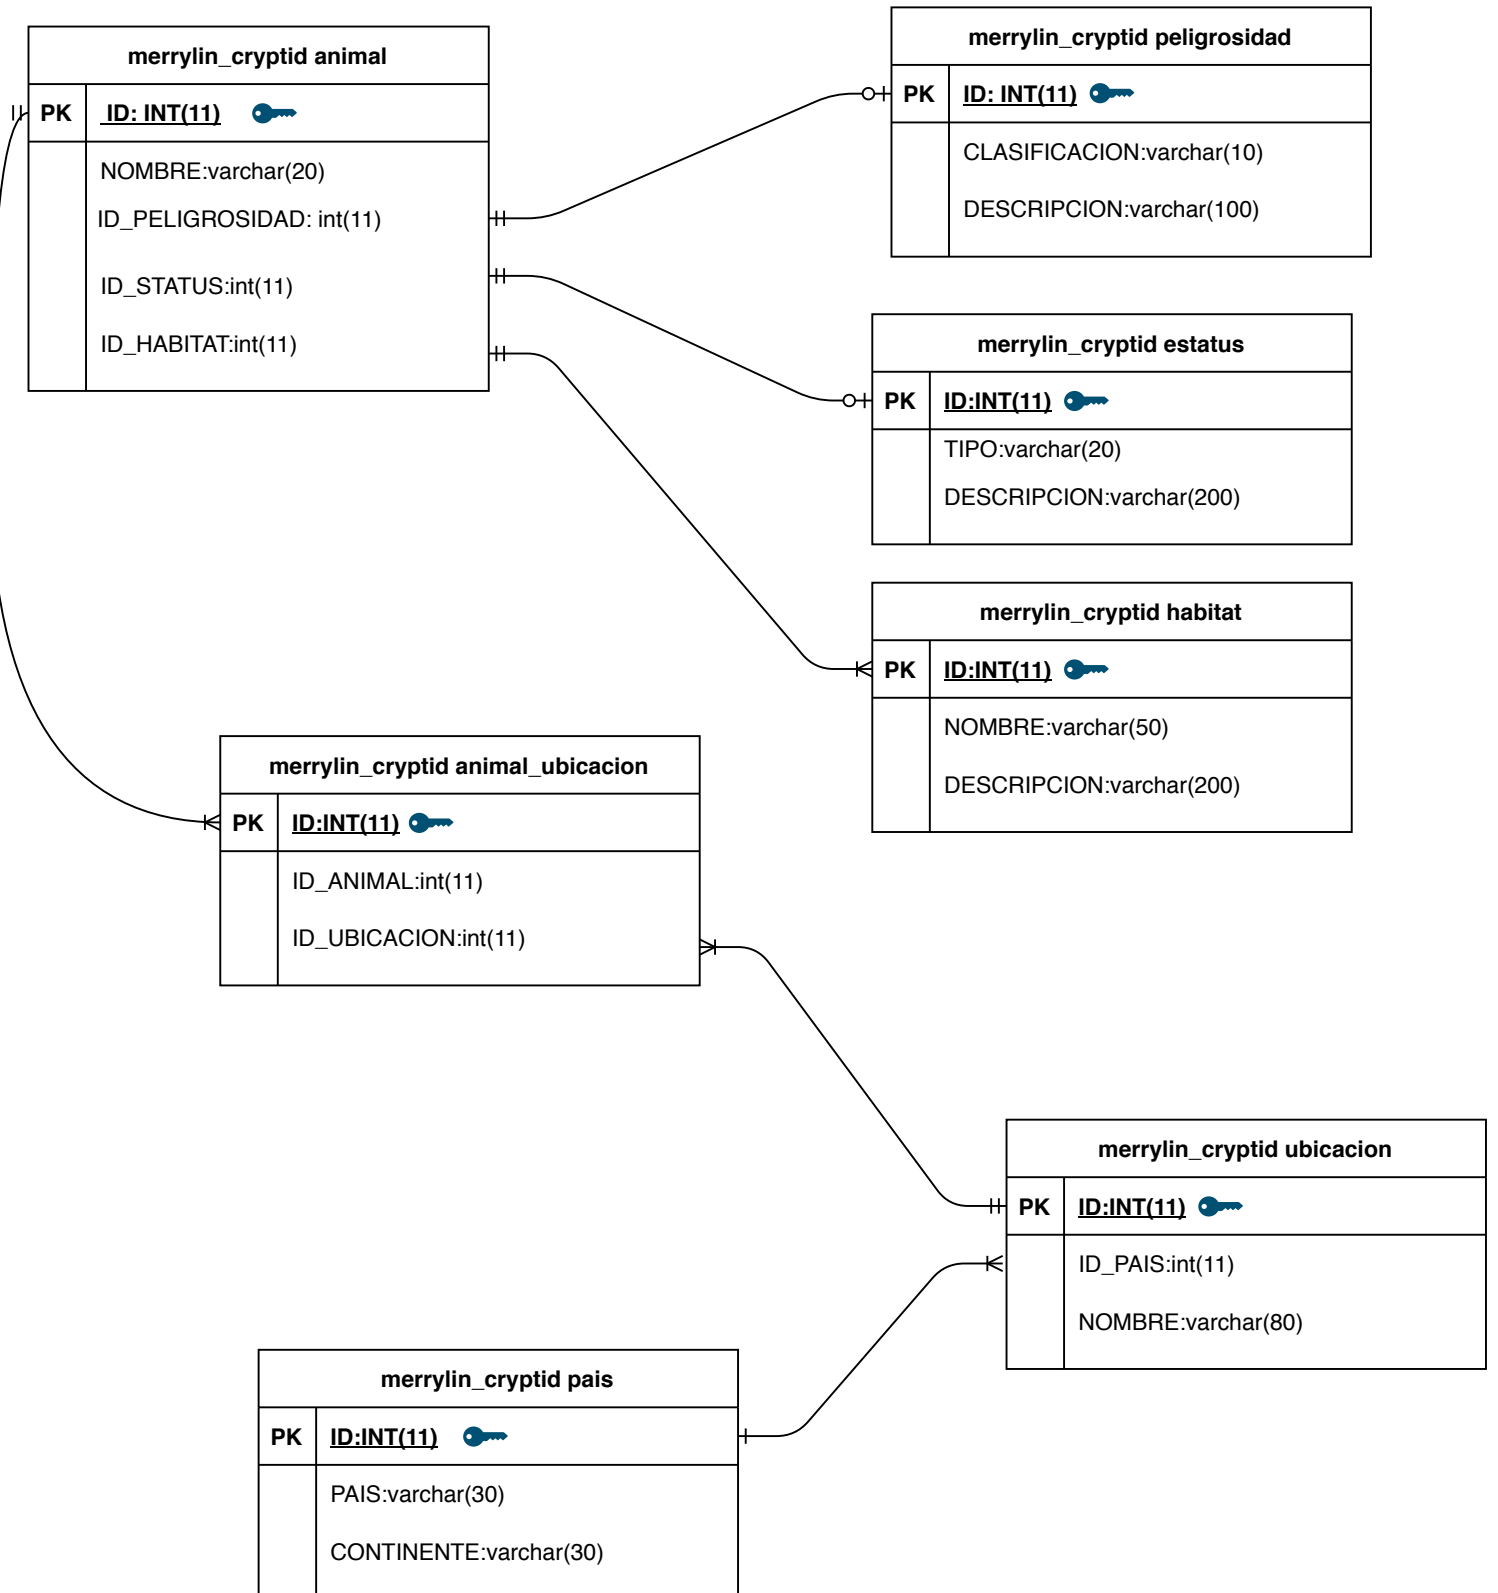 merrylin_cryptid animal
PK ID: INT(11)
NOMBRE:varchar(20)
ID_PELIGROSIDAD: int(11)
ID_STATUS:int(11)
ID_HABITAT:int(11)
merrylin_cryptid peligrosidad
PK ID: INT(11)
CLASIFICACION:varchar(10)
DESCRIPCION:varchar(100)
merrylin_cryptid estatus
PK ID:INT(11)
TIPO:varchar(20)
DESCRIPCION:varchar(200)
merrylin_cryptid habitat
PK ID:INT(11)
NOMBRE:varchar(50)
DESCRIPCION:varchar(200)
merrylin_cryptid animal_ubicacion
PK ID:INT(11)
ID_ANIMAL:int(11)
ID_UBICACION:int(11)
merrylin_cryptid ubicacion
PK ID:INT(11)
ID_PAIS:int(11)
NOMBRE:varchar(80)
merrylin_cryptid pais
PK ID:INT(11)
PAIS:varchar(30)
CONTINENTE:varchar(30)